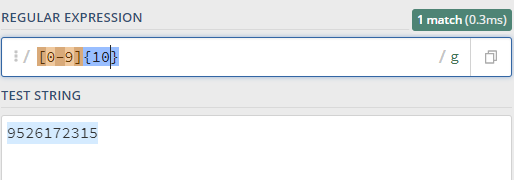 REGULAR EXPRESSION
1 match (0.3ms)
/ [0-9]{10} / g
TEST STRING
9526172315